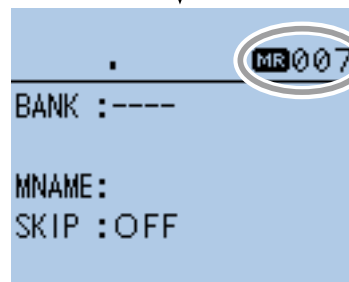 . MR007
BANK :----
MNAME:
SKIP :OFF